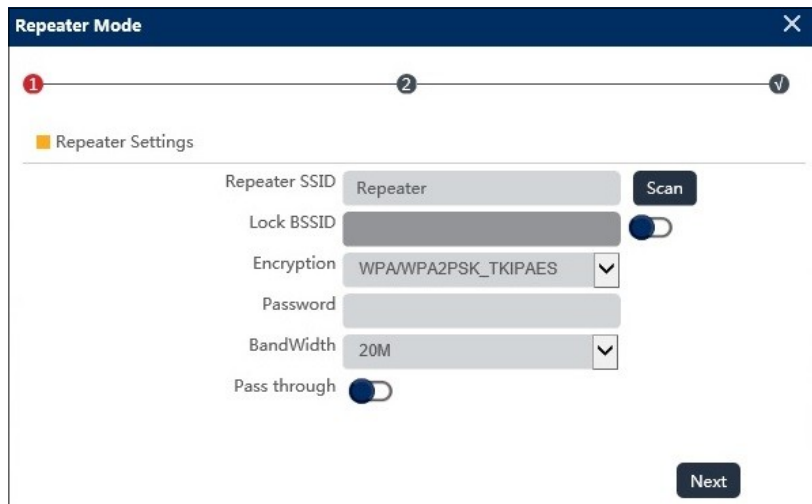 Repeater Mode
1
2
√
Repeater Settings
Repeater SSID Repeater Scan
Lock BSSID
Encryption WPA/WPA2PSK_TKIPAES
Password
BandWidth 20M
Pass through
Next